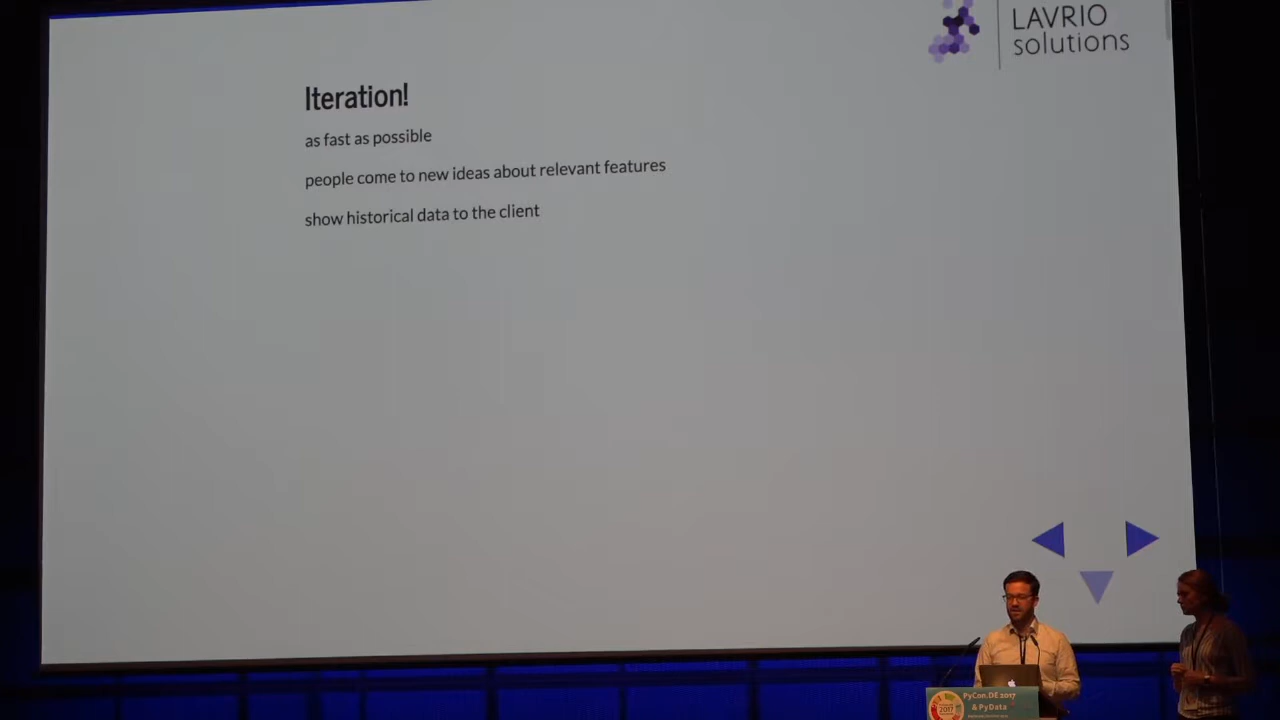 LAVRIO
solutions
Iteration!
as fast as possible
people come to new ideas about relevant features
show historical data to the client
PyCon.DE 2017
& PyData
2017